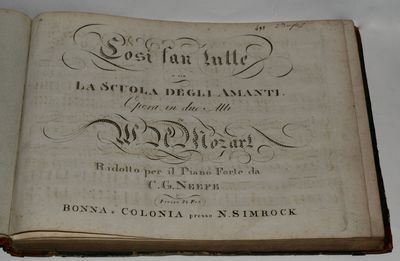 Così fan tutte
o sia
LA SCUOLA DEGLI AMANTI.
Opera in due Atti
W A Mozart
Ridotto per il Piano Forte da
C. G. NEEFE
BONNA e COLONIA presso N. SIMROCK